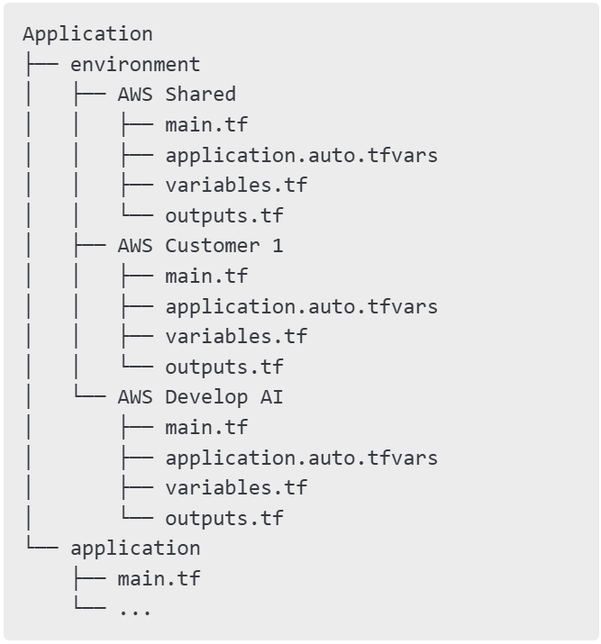 Application
├── environment
│   ├── AWS Shared
│   │   ├── main.tf
│   │   ├── application.auto.tfvars
│   │   ├── variables.tf
│   │   └── outputs.tf
│   ├── AWS Customer 1
│   │   ├── main.tf
│   │   ├── application.auto.tfvars
│   │   ├── variables.tf
│   │   └── outputs.tf
│   └── AWS Develop AI
│       ├── main.tf
│       ├── application.auto.tfvars
│       ├── variables.tf
│       └── outputs.tf
└── application
    ├── main.tf
    └── ...